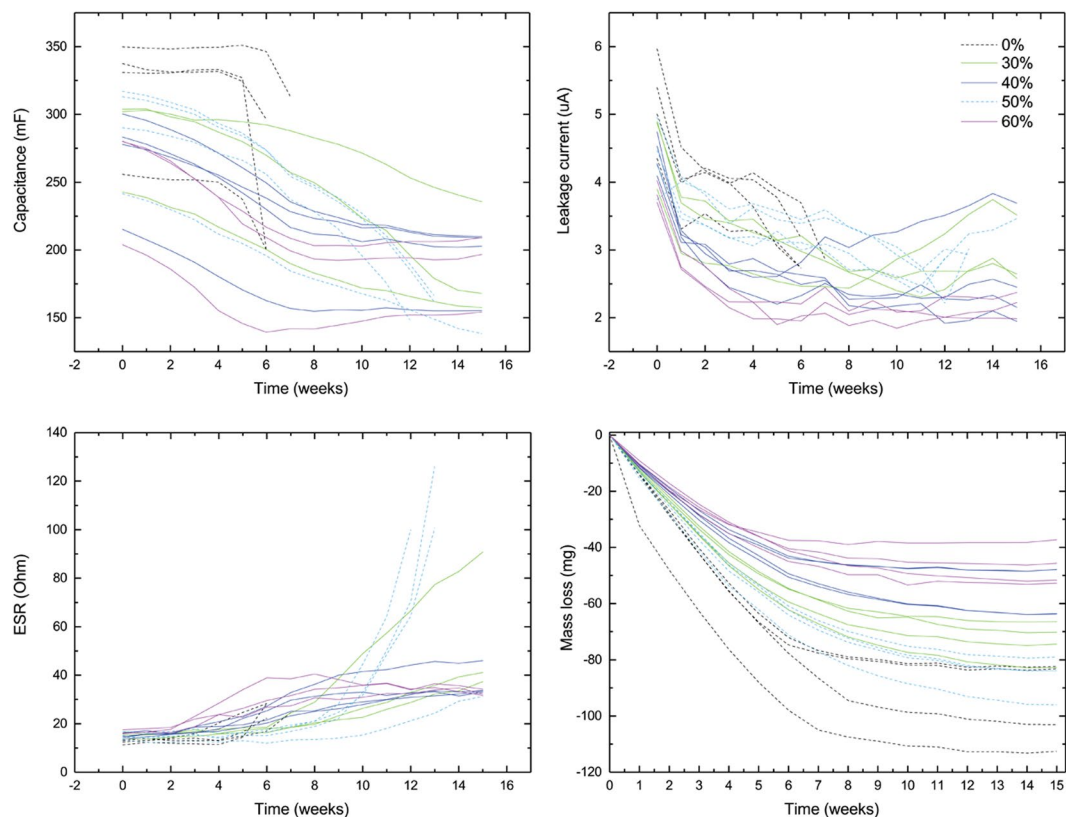 Capacitance (mF)
350
300
250
200
150
-2 0 2 4 6 8 10 12 14 16
Time (weeks)
Leakage current (uA)
6
5
4
3
2
0%
30%
40%
50%
60%
-2 0 2 4 6 8 10 12 14 16
Time (weeks)
ESR (Ohm)
140
120
100
80
60
40
20
0
-2 0 2 4 6 8 10 12 14 16
Time (weeks)
Mass loss (mg)
0
-20
-40
-60
-80
-100
-120
0 1 2 3 4 5 6 7 8 9 10 11 12 13 14 15
Time (weeks)